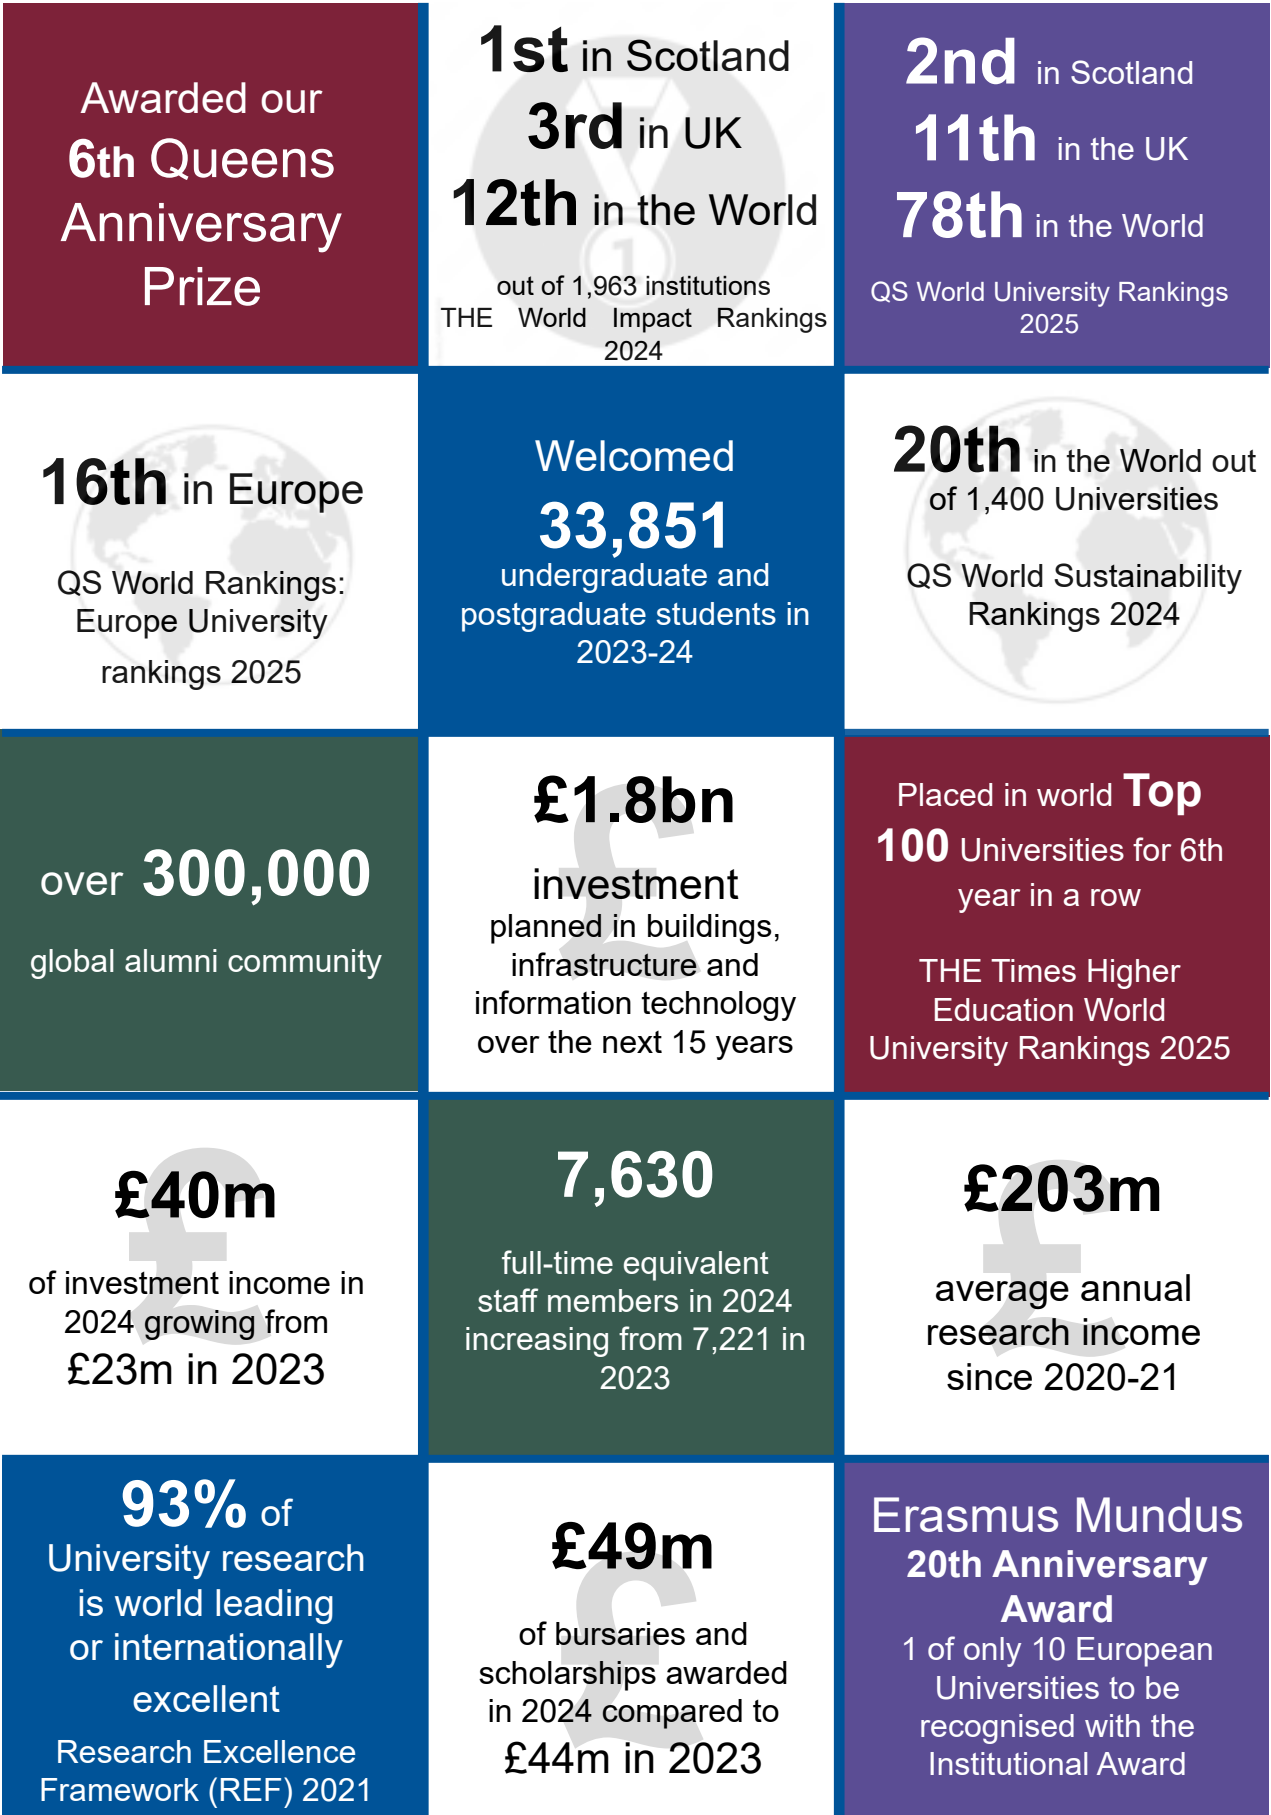 Awarded our
6th Queens
Anniversary
Prize
1st in Scotland
3rd in UK
12th in the World
out of 1,963 institutions
THE World Impact Rankings
2024
2nd in Scotland
11th in the UK
78th in the World
QS World University Rankings
2025
16th in Europe
QS World Rankings:
Europe University
rankings 2025
Welcomed
33,851
undergraduate and
postgraduate students in
2023-24
20th in the World out
of 1,400 Universities
QS World Sustainability
Rankings 2024
over 300,000
global alumni community
£1.8bn
investment
planned in buildings,
infrastructure and
information technology
over the next 15 years
Placed in world Top
100 Universities for 6th
year in a row
THE Times Higher
Education World
University Rankings 2025
£40m
of investment income in
2024 growing from
£23m in 2023
7,630
full-time equivalent
staff members in 2024
increasing from 7,221 in
2023
£203m
average annual
research income
since 2020-21
93% of
University research
is world leading
or internationally
excellent
Research Excellence
Framework (REF) 2021
£49m
of bursaries and
scholarships awarded
in 2024 compared to
£44m in 2023
Erasmus Mundus
20th Anniversary
Award
1 of only 10 European
Universities to be
recognised with the
Institutional Award